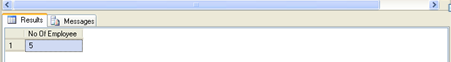 Results Messages
No Of Employee
1 5